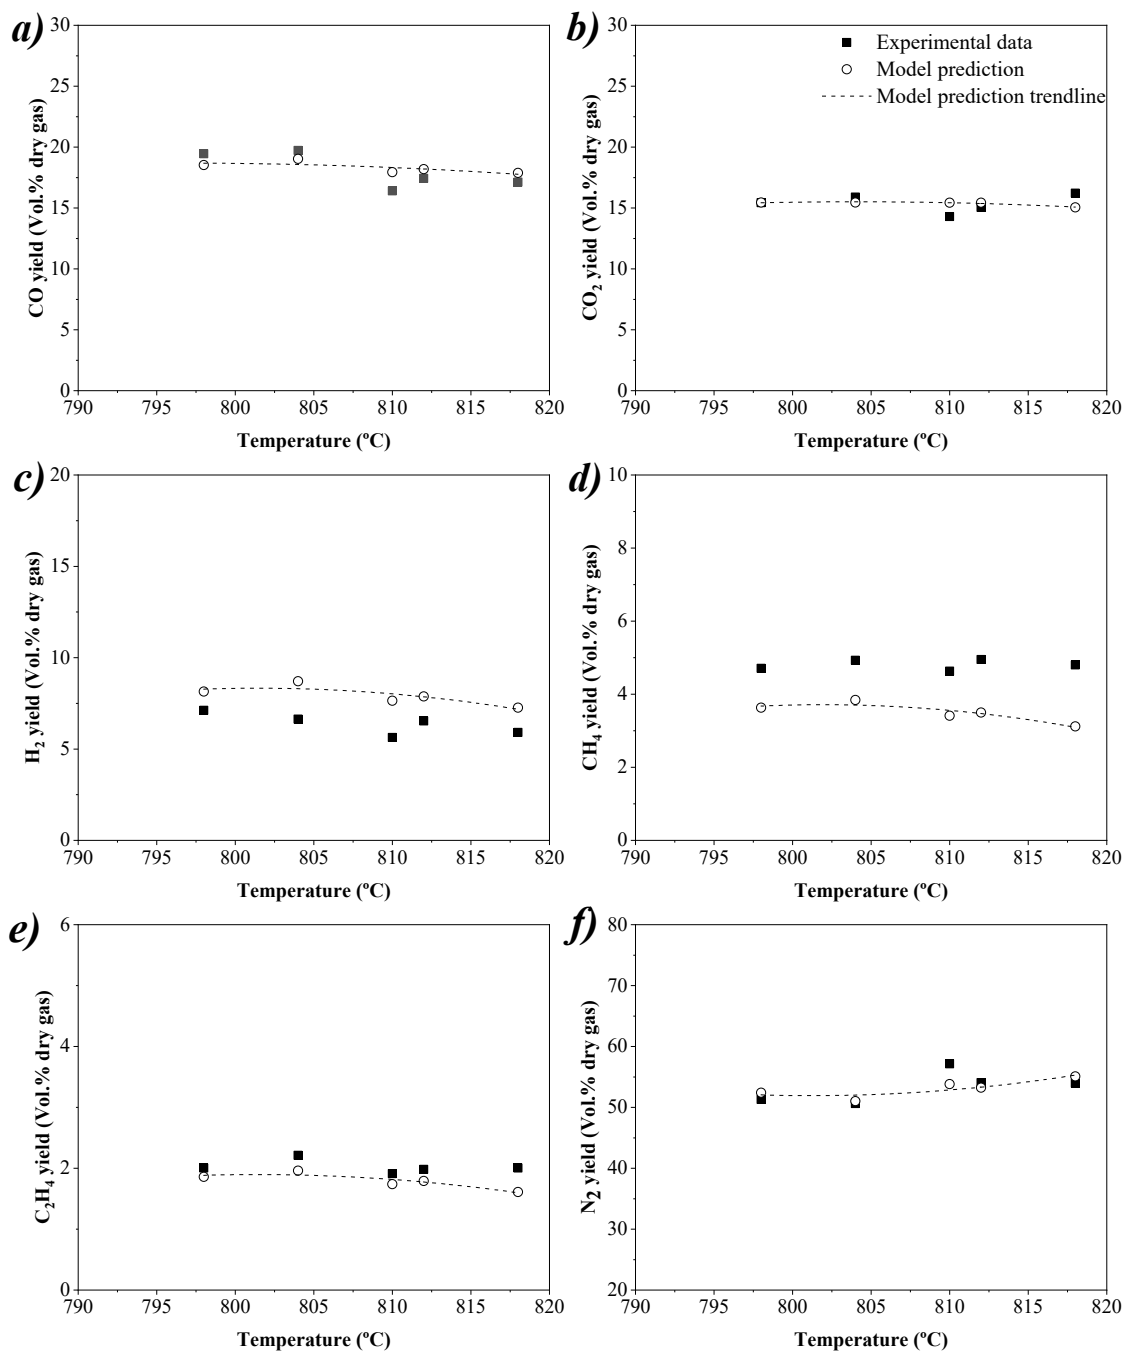 a)
30
25
20
15
10
5
0
CO yield (Vol.% dry gas)
790 795 800 805 810 815 820
Temperature (ºC)
b)
30
25
20
15
10
5
0
CO2 yield (Vol.% dry gas)
Experimental data
Model prediction
Model prediction trendline
790 795 800 805 810 815 820
Temperature (ºC)
c)
20
15
10
5
0
H2 yield (Vol.% dry gas)
790 795 800 805 810 815 820
Temperature (ºC)
d)
10
8
6
4
2
0
CH4 yield (Vol.% dry gas)
790 795 800 805 810 815 820
Temperature (ºC)
e)
6
4
2
0
C2H4 yield (Vol.% dry gas)
790 795 800 805 810 815 820
Temperature (ºC)
f)
80
70
60
50
40
30
20
N2 yield (Vol.% dry gas)
790 795 800 805 810 815 820
Temperature (ºC)